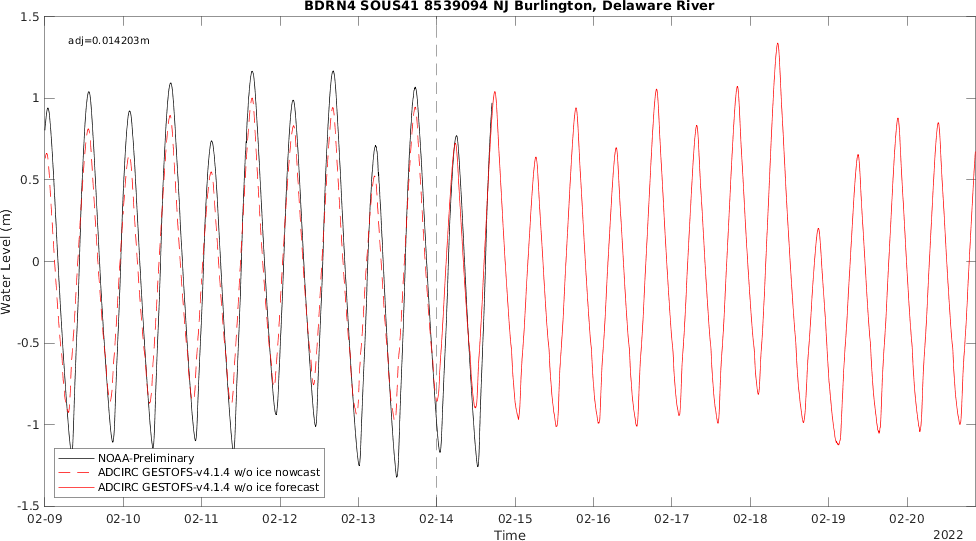 BDRN4 SOUS41 8539094 NJ Burlington, Delaware River
adj=0.014203m
1.5
1
0.5
0
-0.5
-1
-1.5
Water Level (m)
NOAA-Preliminary
ADCIRC GESTOFS-v4.1.4 w/o ice nowcast
ADCIRC GESTOFS-v4.1.4 w/o ice forecast
02-09 02-10 02-11 02-12 02-13 02-14 02-15 02-16 02-17 02-18 02-19 02-20
Time
2022